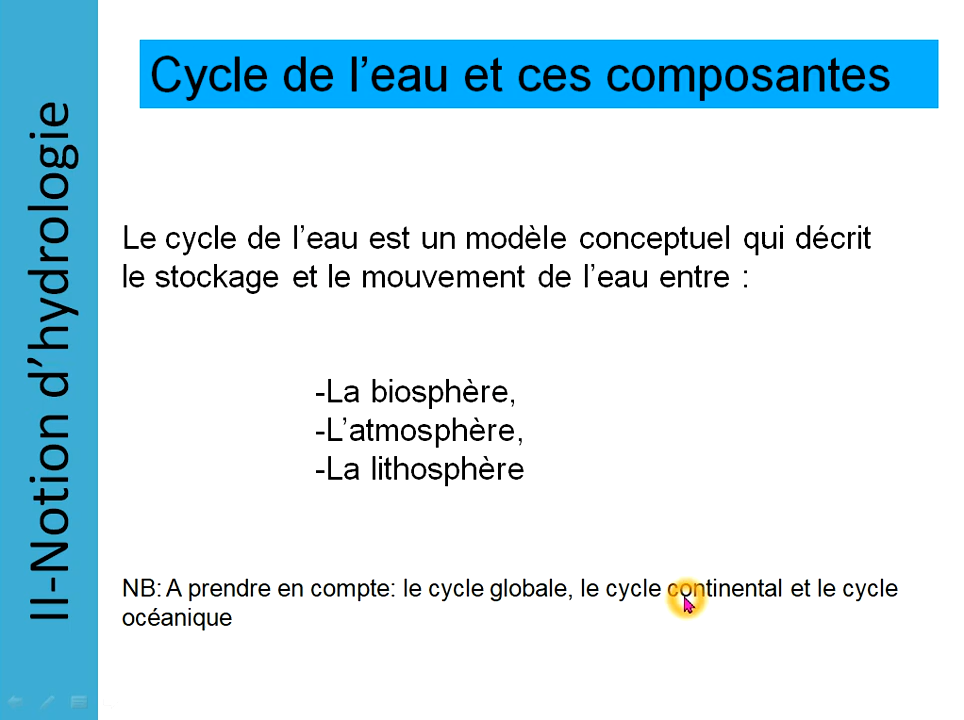 II-Notion d’hydrologie
Cycle de l’eau et ces composantes
Le cycle de l’eau est un modèle conceptuel qui décrit
le stockage et le mouvement de l’eau entre :
-La biosphère,
-L’atmosphère,
-La lithosphère
NB: A prendre en compte: le cycle globale, le cycle continental et le cycle
océanique